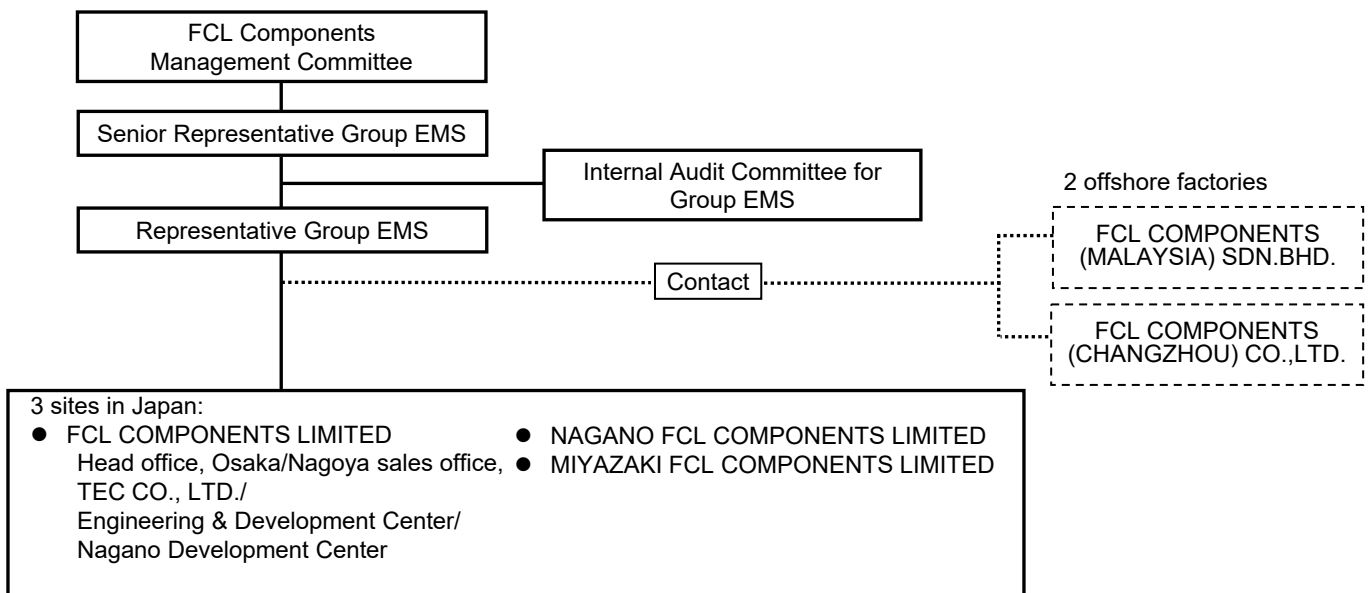 FCL Components
Management Committee
Senior Representative Group EMS
Internal Audit Committee for
Group EMS
Representative Group EMS
Contact
2 offshore factories
FCL COMPONENTS
(MALAYSIA) SDN.BHD.
FCL COMPONENTS
(CHANGZHOU) CO.,LTD.
3 sites in Japan:
● FCL COMPONENTS LIMITED
Head office, Osaka/Nagoya sales office,
TEC CO., LTD./
Engineering & Development Center/
Nagano Development Center
● NAGANO FCL COMPONENTS LIMITED
● MIYAZAKI FCL COMPONENTS LIMITED